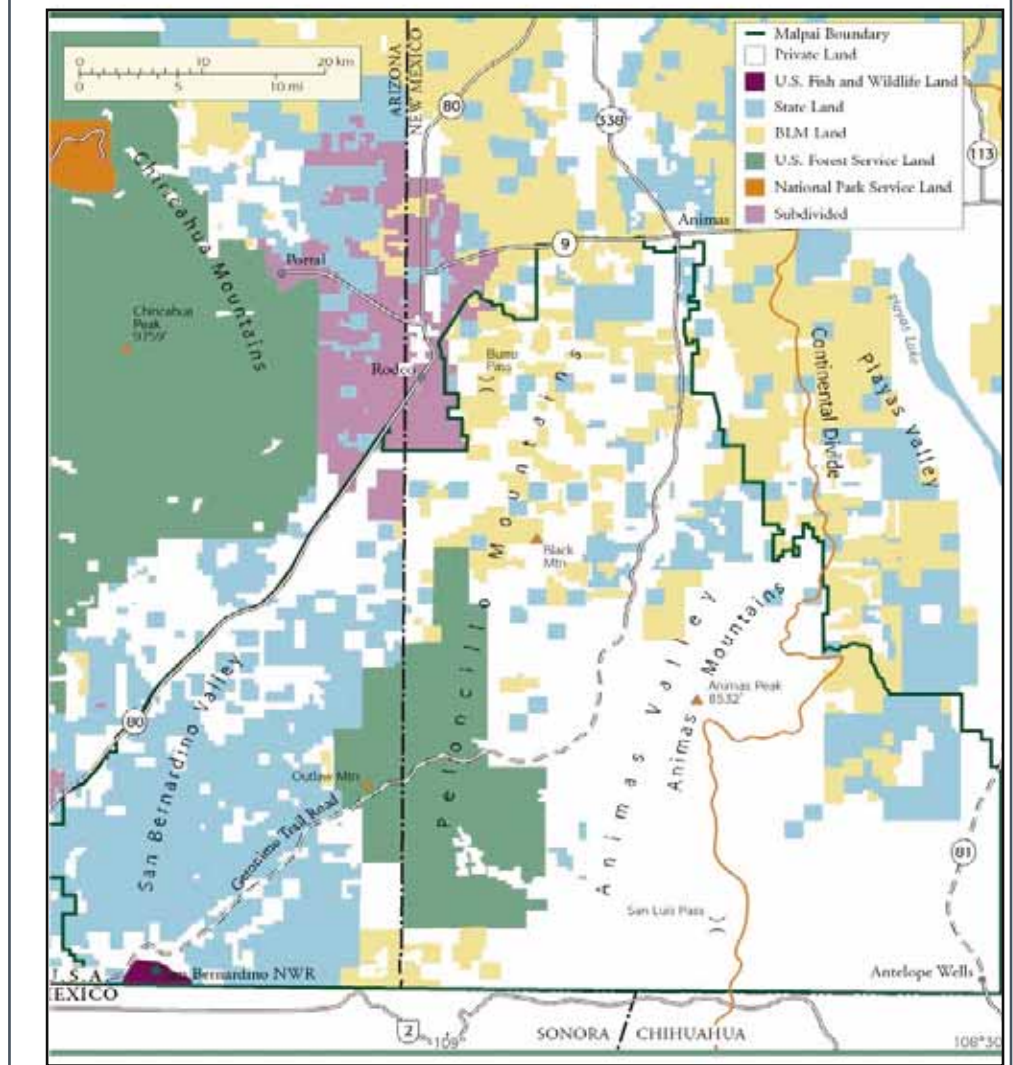 0 10 20 km
0 5 10 mi
ARIZONA
NEW MEXICO
Malpai Boundary
Private Land
U.S. Fish and Wildlife Land
State Land
BLM Land
U.S. Forest Service Land
National Park Service Land
Subdivided
80
338
113
Chiricahua Mountains
Animas
9
Portal
Chiricahua
Peak
9759'
Playas Lake
Continental Divide
Playas Valley
Burro
Pass
Rodeo
Peloncillo Mountains
Black
Mtn
Animas Valley
Animas Mountains
Animas Peak
8532'
80
San Bernardino Valley
Outlaw Mtn
Geronimo Trail Road
81
San Luis Pass
Bernardino NWR
Antelope Wells
U.S.A.
MEXICO
2
109°
SONORA
CHIHUAHUA
108°30